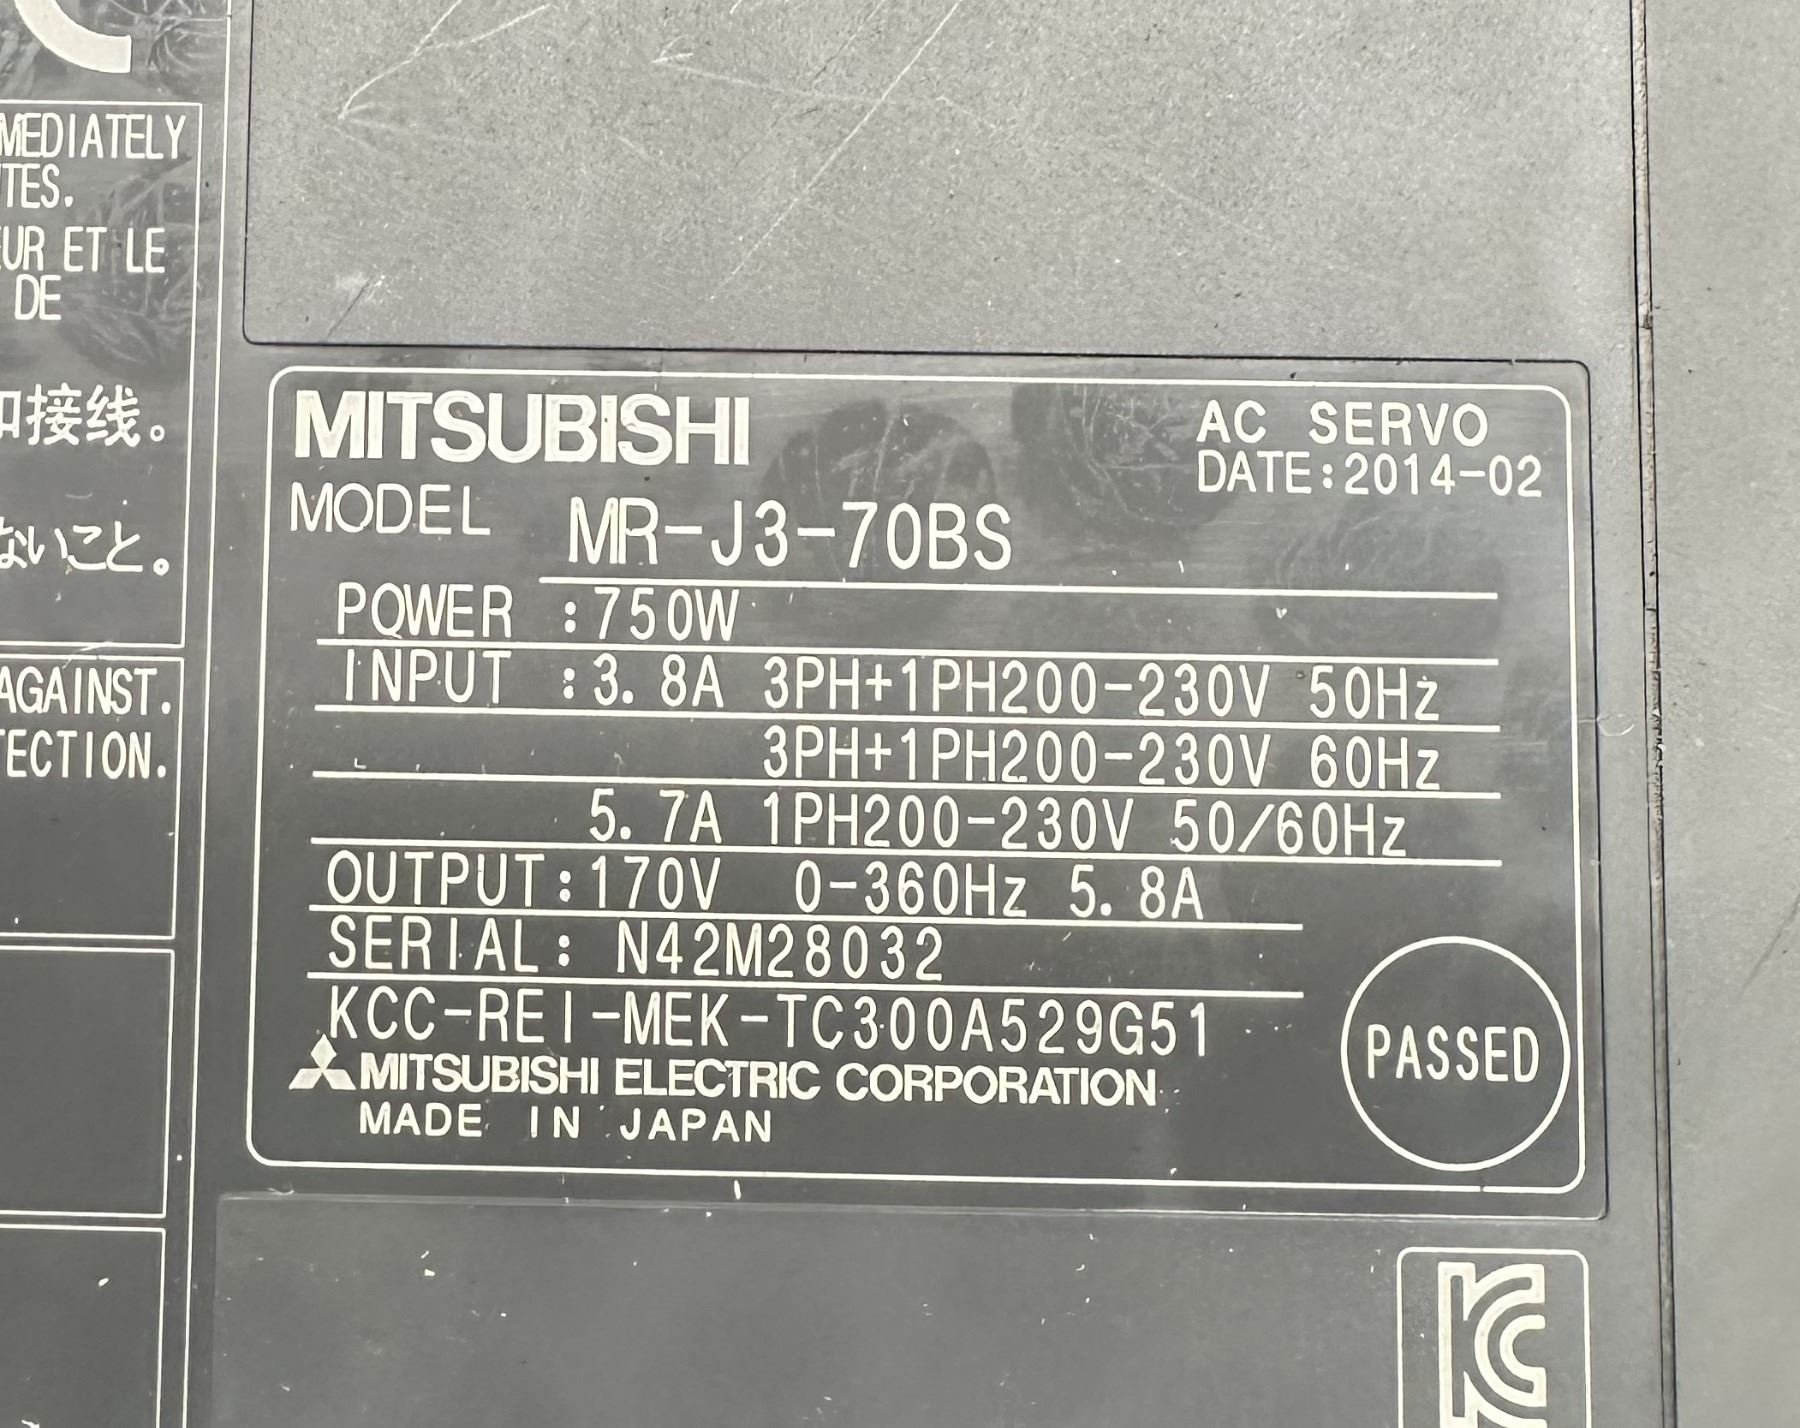 MEDIATELY
TES.
EUR ET LE
DE
接线。
ないこと。
AGAINST.
TECTION.
MITSUBISHI
AC SERVO
DATE:2014-02
MODEL MR-J3-70BS
POWER :750W
INPUT :3.8A 3PH+1PH200-230V 50Hz
3PH+1PH200-230V 60Hz
5.7A 1PH200-230V 50/60Hz
OUTPUT:170V 0-360Hz 5.8A
SERIAL: N42M28032
KCC-REI-MEK-TC300A529G51
MITSUBISHI ELECTRIC CORPORATION
MADE IN JAPAN
PASSED